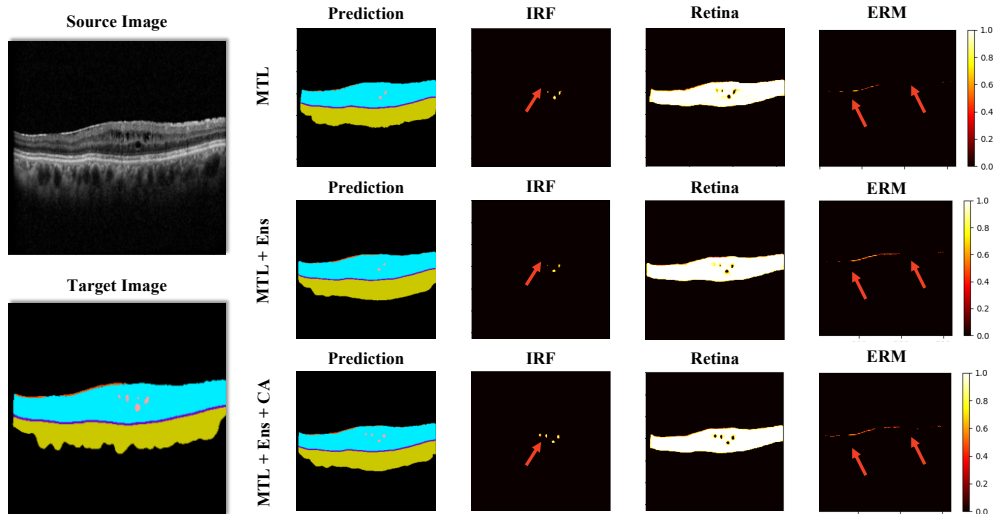 Source Image
Target Image
MTL
Prediction
IRF
Retina
ERM
1.0
0.8
0.6
0.4
0.2
0.0
MTL + Ens
Prediction
IRF
Retina
ERM
1.0
0.8
0.6
0.4
0.2
0.0
MTL + Ens + CA
Prediction
IRF
Retina
ERM
1.0
0.8
0.6
0.4
0.2
0.0